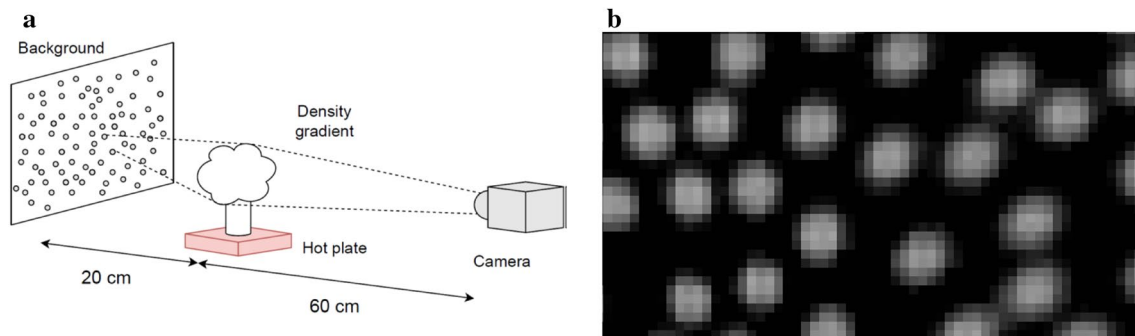 a
b
Background
Density
gradient
Hot plate
Camera
20 cm
60 cm